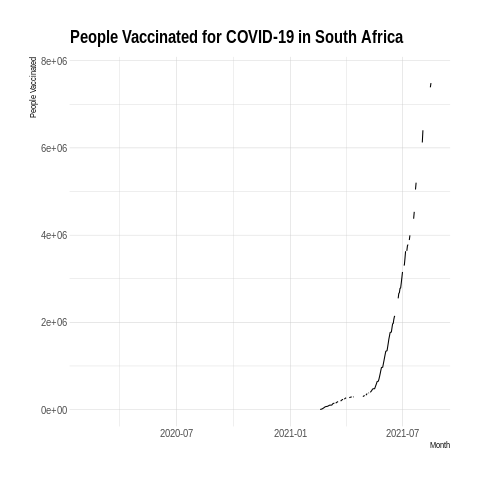 People Vaccinated for COVID-19 in South Africa
People Vaccinated
8e+06
6e+06
4e+06
2e+06
0e+00
2020-07
2021-01
2021-07
Month